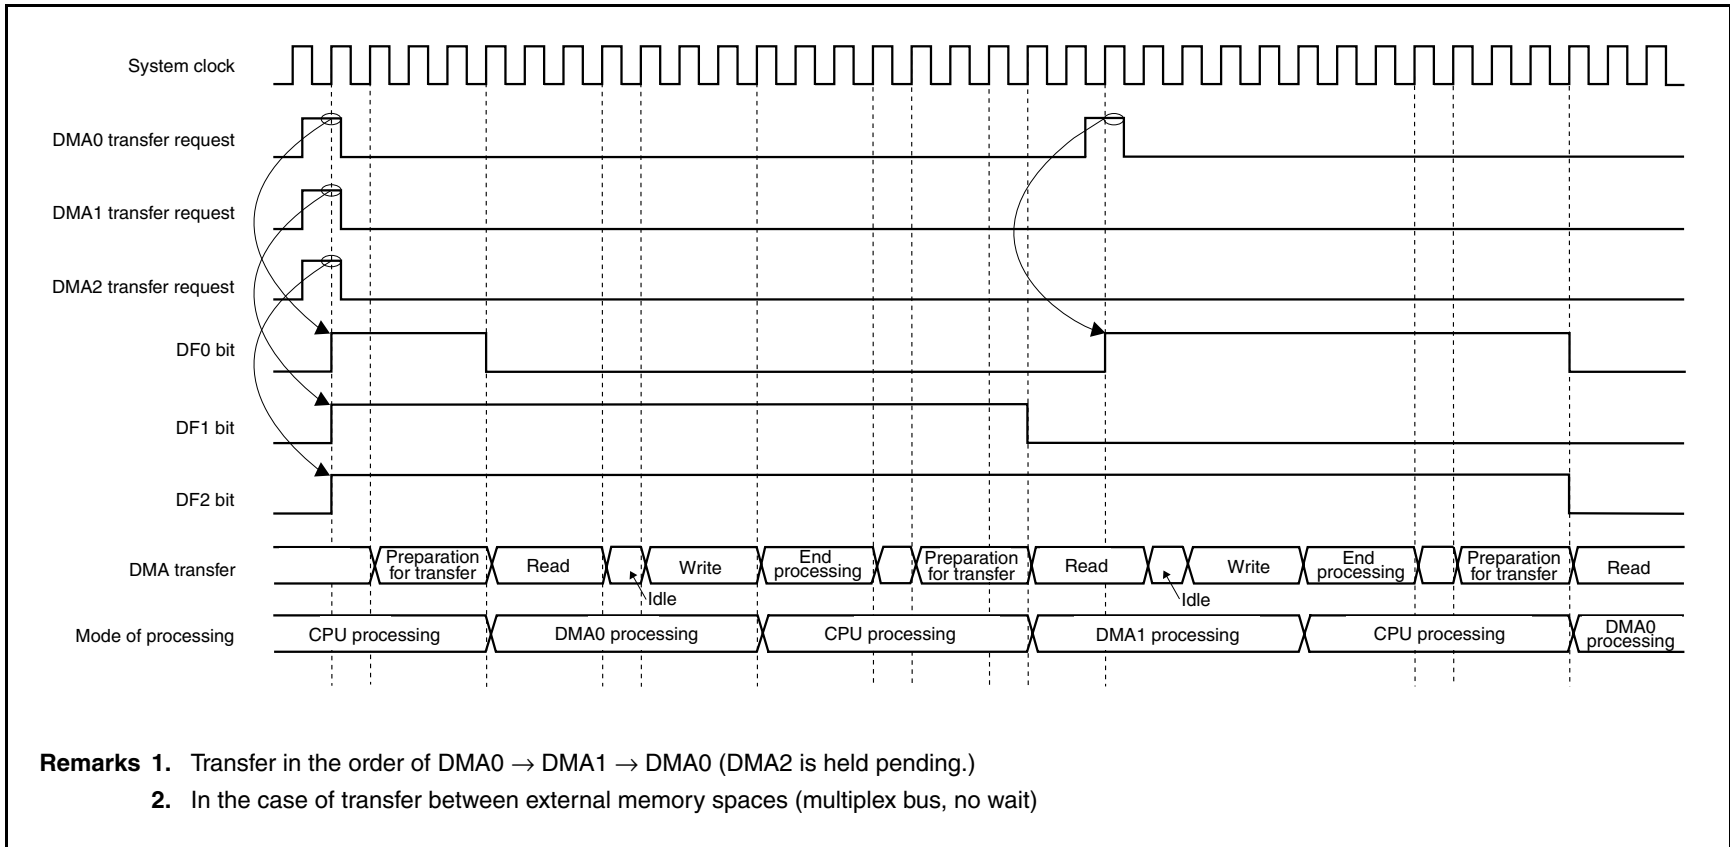 System clock
DMA0 transfer request
DMA1 transfer request
DMA2 transfer request
DF0 bit
DF1 bit
DF2 bit
DMA transfer
Preparation
for transfer
Read
Idle
Write
End
processing
Preparation
for transfer
Read
Idle
Write
End
processing
Preparation
for transfer
Read
Mode of processing
CPU processing
DMA0 processing
CPU processing
DMA1 processing
CPU processing
DMA0
processing
Remarks 1. Transfer in the order of DMA0 → DMA1 → DMA0 (DMA2 is held pending.)
2. In the case of transfer between external memory spaces (multiplex bus, no wait)